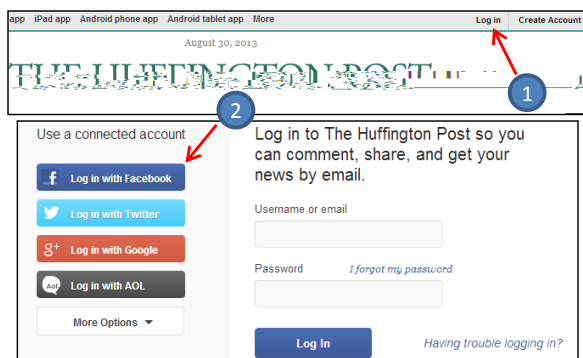 app iPad app Android phone app Android tablet app More Log in Create Account
August 30, 2013
THE HUFFINGTON POST
1
2
Use a connected account
Log in with Facebook
Log in with Twitter
Log in with Google
Log in with AOL
More Options
Log in to The Huffington Post so you
can comment, share, and get your
news by email.
Username or email
Password I forgot my password
Log In Having trouble logging in?